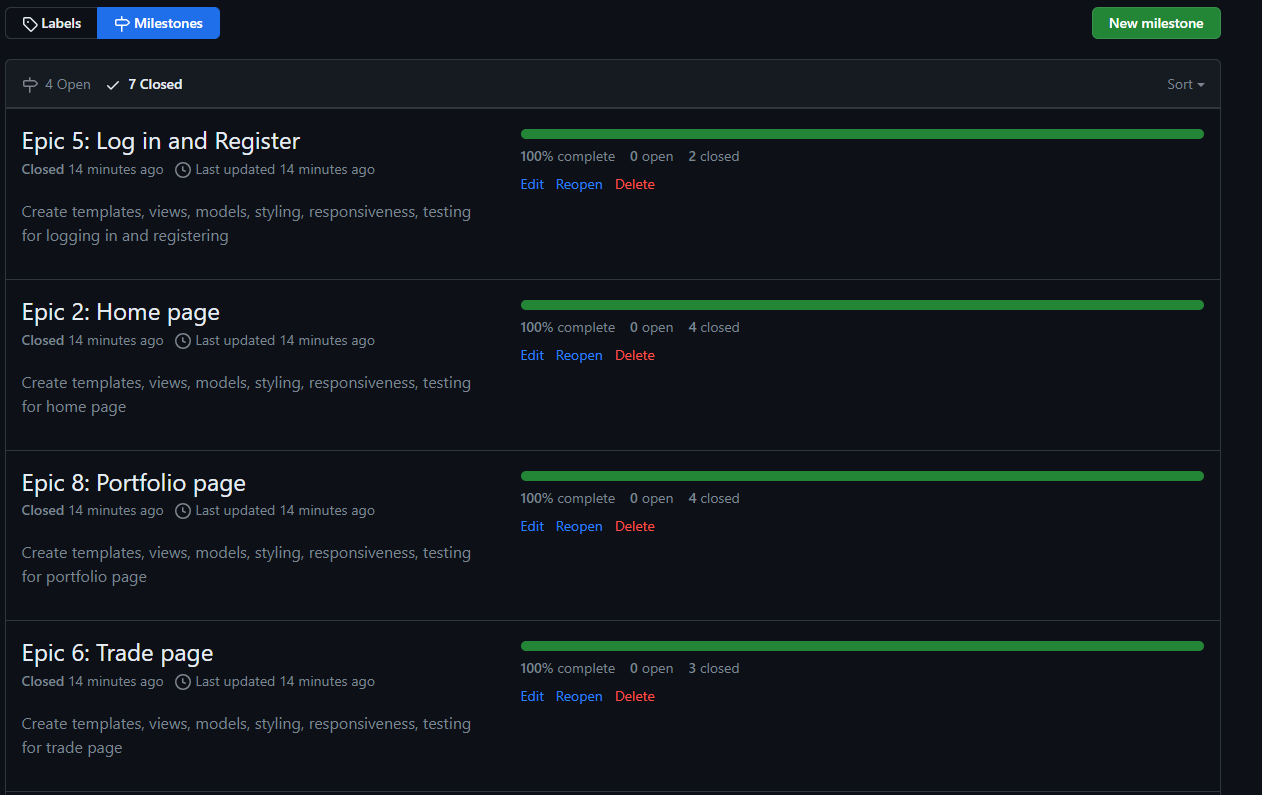 Labels Milestones New milestone
4 Open 7 Closed Sort
Epic 5: Log in and Register
Closed 14 minutes ago Last updated 14 minutes ago
100% complete 0 open 2 closed
Edit Reopen Delete
Create templates, views, models, styling, responsiveness, testing
for logging in and registering
Epic 2: Home page
Closed 14 minutes ago Last updated 14 minutes ago
100% complete 0 open 4 closed
Edit Reopen Delete
Create templates, views, models, styling, responsiveness, testing
for home page
Epic 8: Portfolio page
Closed 14 minutes ago Last updated 14 minutes ago
100% complete 0 open 4 closed
Edit Reopen Delete
Create templates, views, models, styling, responsiveness, testing
for portfolio page
Epic 6: Trade page
Closed 14 minutes ago Last updated 14 minutes ago
100% complete 0 open 3 closed
Edit Reopen Delete
Create templates, views, models, styling, responsiveness, testing
for trade page